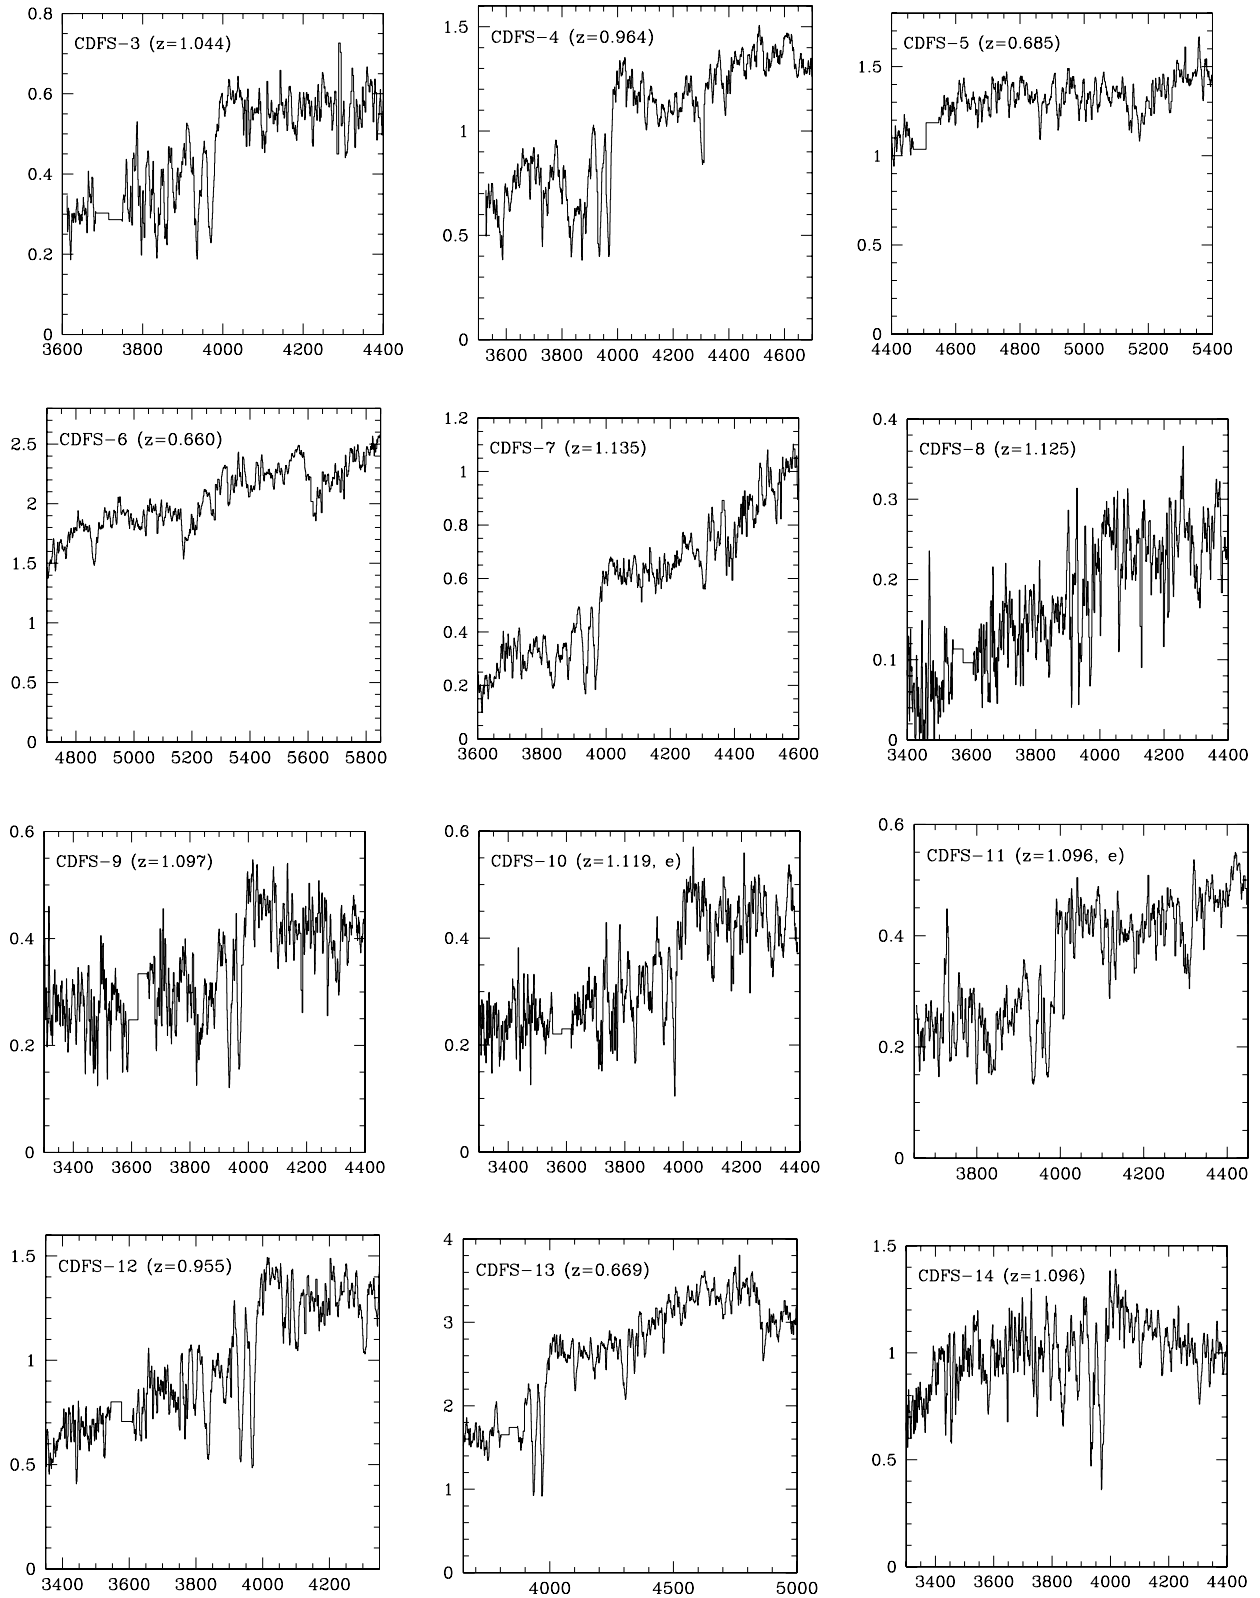 0.8
0.6
0.4
0.2
0
CDFS-3 (z=1.044)
3600 3800 4000 4200 4400
1.5
1
0.5
0
CDFS-4 (z=0.964)
3600 3800 4000 4200 4400 4600
1.5
1
0.5
0
CDFS-5 (z=0.685)
4400 4600 4800 5000 5200 5400
2.5
2
1.5
1
0.5
0
CDFS-6 (z=0.660)
4800 5000 5200 5400 5600 5800
1.2
1
0.8
0.6
0.4
0.2
0
CDFS-7 (z=1.135)
3600 3800 4000 4200 4400 4600
0.4
0.3
0.2
0.1
0
CDFS-8 (z=1.125)
3400 3600 3800 4000 4200 4400
0.6
0.4
0.2
0
CDFS-9 (z=1.097)
3400 3600 3800 4000 4200 4400
0.6
0.4
0.2
0
CDFS-10 (z=1.119, e)
3400 3600 3800 4000 4200 4400
0.6
0.4
0.2
0
CDFS-11 (z=1.096, e)
3800 4000 4200 4400
1.5
1
0.5
0
CDFS-12 (z=0.955)
3400 3600 3800 4000 4200
4
3
2
1
0
CDFS-13 (z=0.669)
4000 4500 5000
1.5
1
0.5
0
CDFS-14 (z=1.096)
3400 3600 3800 4000 4200 4400